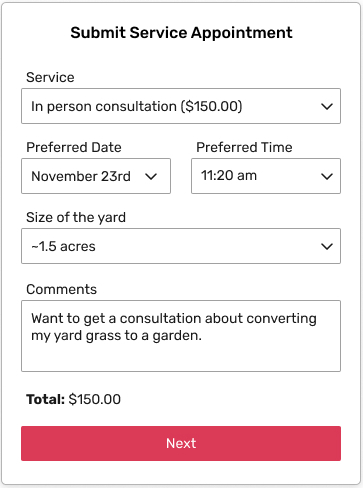 Submit Service Appointment
Service
In person consultation ($150.00)
Preferred Date
Preferred Time
November 23rd
11:20 am
Size of the yard
~1.5 acres
Comments
Want to get a consultation about converting
my yard grass to a garden.
Total: $150.00
Next